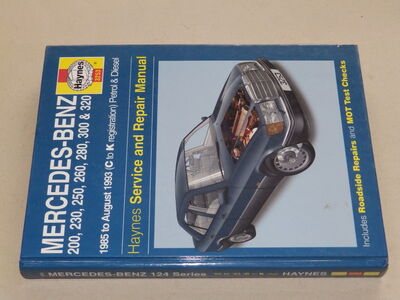 Haynes
3253
MERCEDES-BENZ
200, 230, 250, 260, 280, 300 & 320
1985 to August 1993 (C to K registration) Petrol & Diesel
Haynes Service and Repair Manual
Includes Roadside Repairs and MOT Test Checks
MERCEDES-BENZ 124 Series
HAYNES